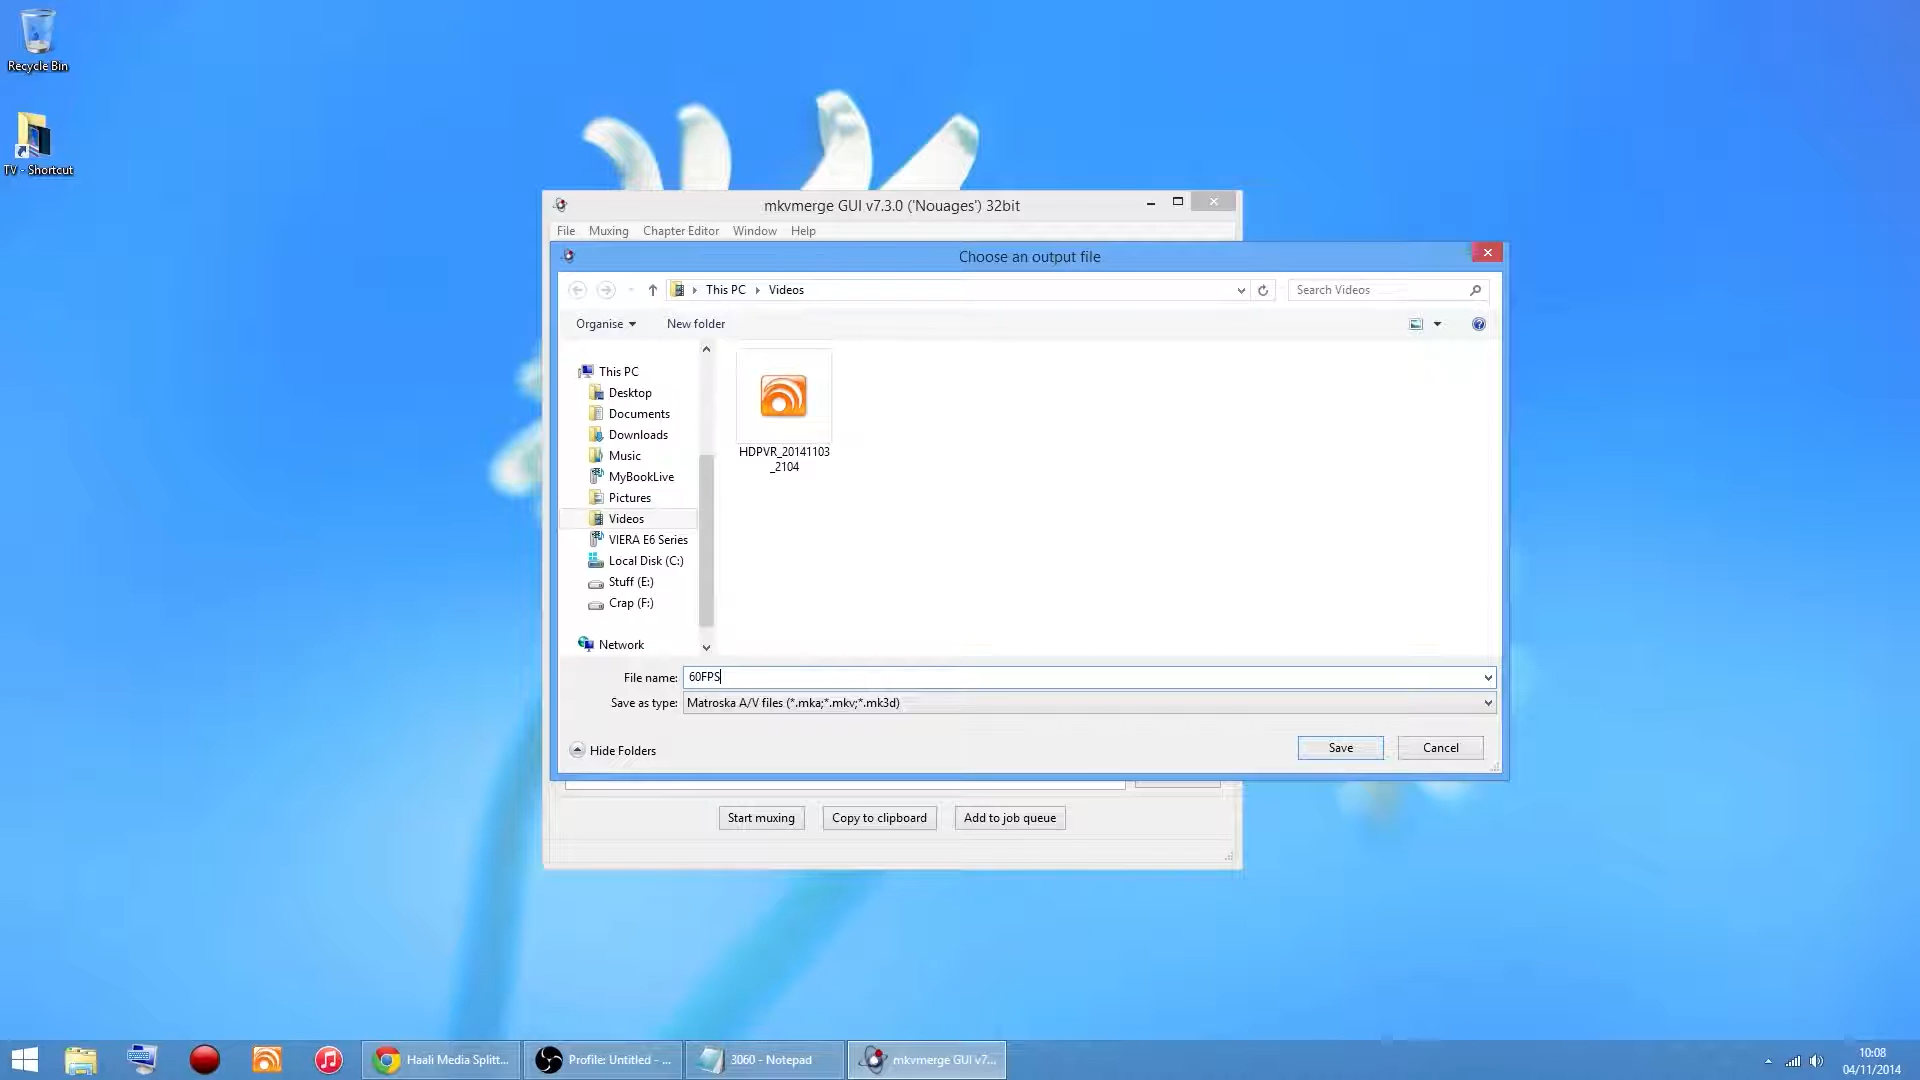 Recycle Bin
TV - Shortcut
mkvmerge GUI v7.3.0 ('Nouages') 32bit
File Muxing Chapter Editor Window Help
Choose an output file
This PC Videos
Search Videos
Organise New folder
This PC
Desktop
Documents
Downloads
Music
MyBookLive
Pictures
Videos
VIERA E6 Series
Local Disk (C:)
Stuff (E:)
Crap (F:)
Network
HDPVR_20141103
_2104
File name: 60FPS
Save as type: Matroska A/V files (*.mka;*.mkv;*.mk3d)
Hide Folders
Save Cancel
Start muxing Copy to clipboard Add to job queue
Haali Media Splitt...
Profile: Untitled - ...
3060 - Notepad
mkvmerge GUI v7...
10:08
04/11/2014